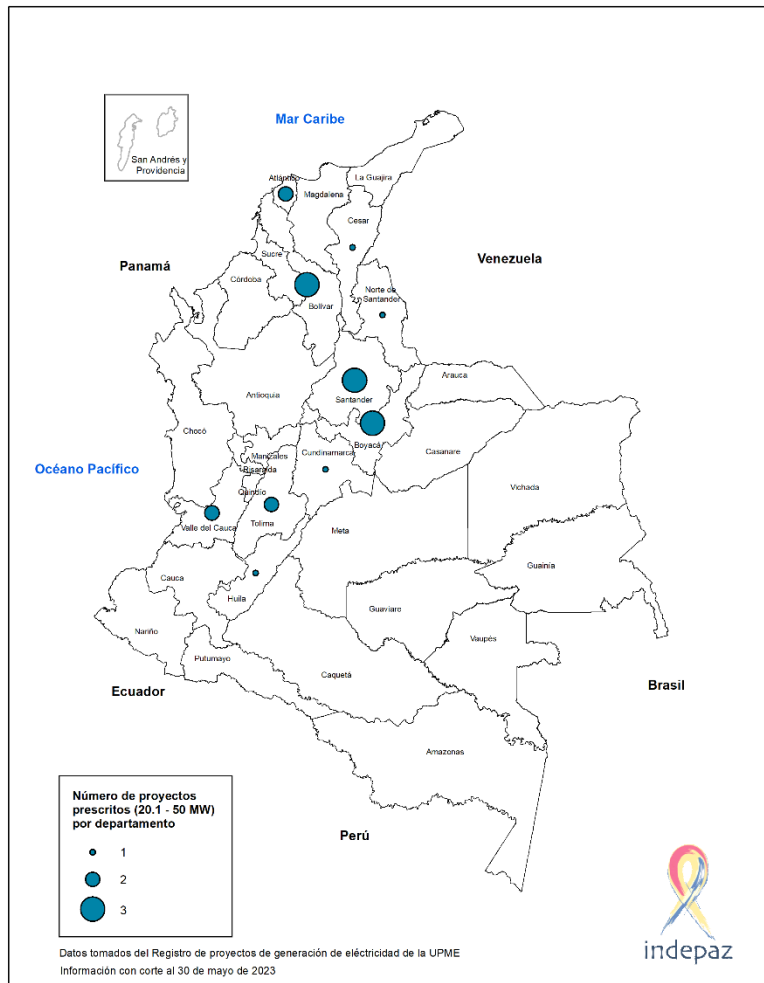 Mar Caribe
San Andrés y
Providencia
Atlántico
La Guajira
Magdalena
Cesar
Sucre
Panamá
Venezuela
Córdoba
Norte de
Santander
Bolívar
Arauca
Antioquia
Santander
Chocó
Boyacá
Cundinamarca
Casanare
Manizales
Risaralda
Océano Pacífico
Vichada
Quindío
Tolima
Valle del Cauca
Meta
Guainía
Cauca
Huila
Guaviare
Nariño
Vaupés
Putumayo
Caquetá
Ecuador
Brasil
Amazonas
Número de proyectos
prescritos (20.1 - 50 MW)
por departamento
1
2
3
Perú
indepaz
Datos tomados del Registro de proyectos de generación de eléctricidad de la UPME
Información con corte al 30 de mayo de 2023